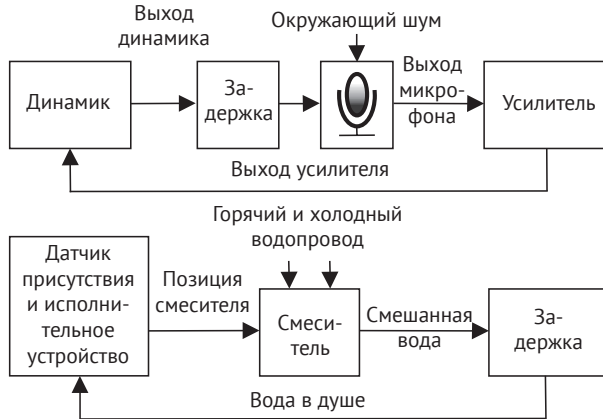 Выход
динамика
Окружающий шум
Динамик
За-
держка
Выход
микро-
фона
Усилитель
Выход усилителя
Горячий и холодный
водопровод
Датчик
присутствия
и исполни-
тельное
устройство
Позиция
смесителя
Смеси-
тель
Смешанная
вода
За-
держка
Вода в душе